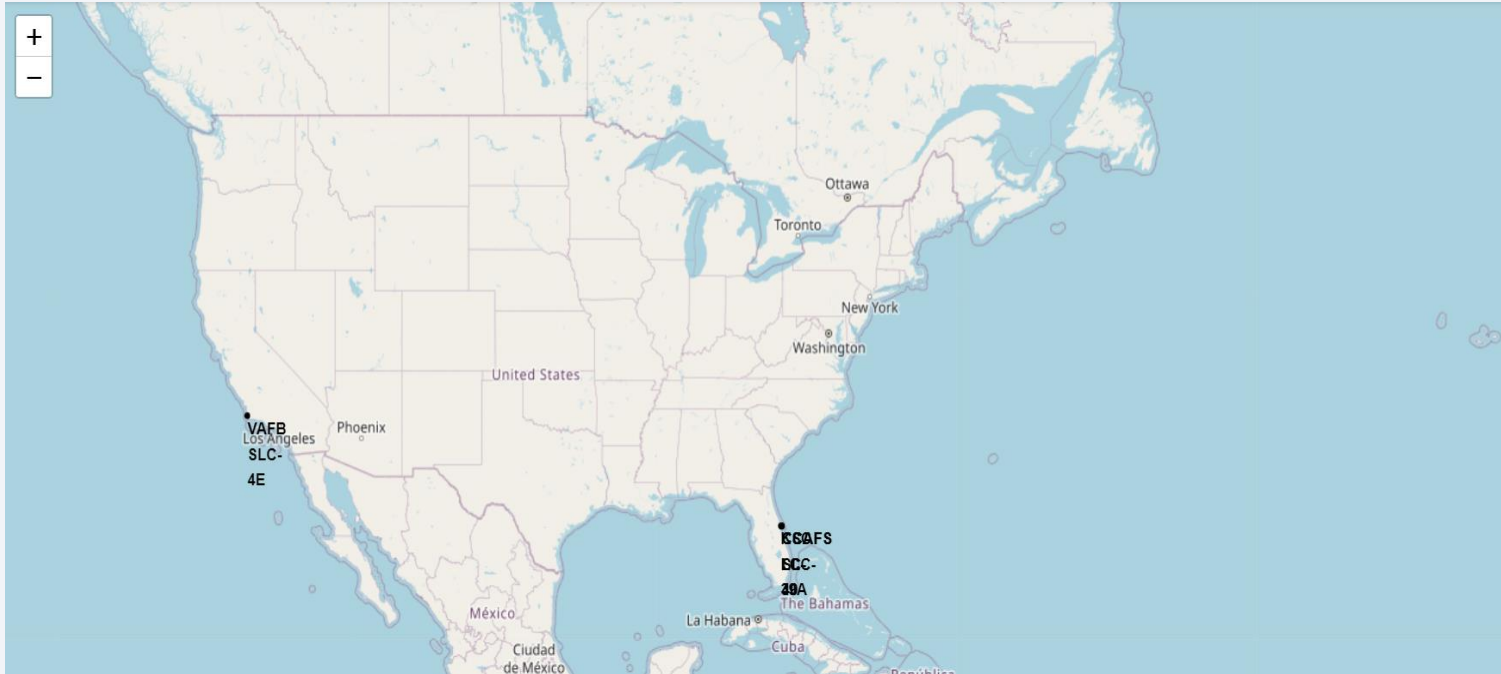 +
−
Ottawa
Toronto
New York
Washington
United States
VAFB
Los Angeles
SLC-
4E
Phoenix
The Bahamas
La Habana
México
Cuba
Ciudad
de México
República